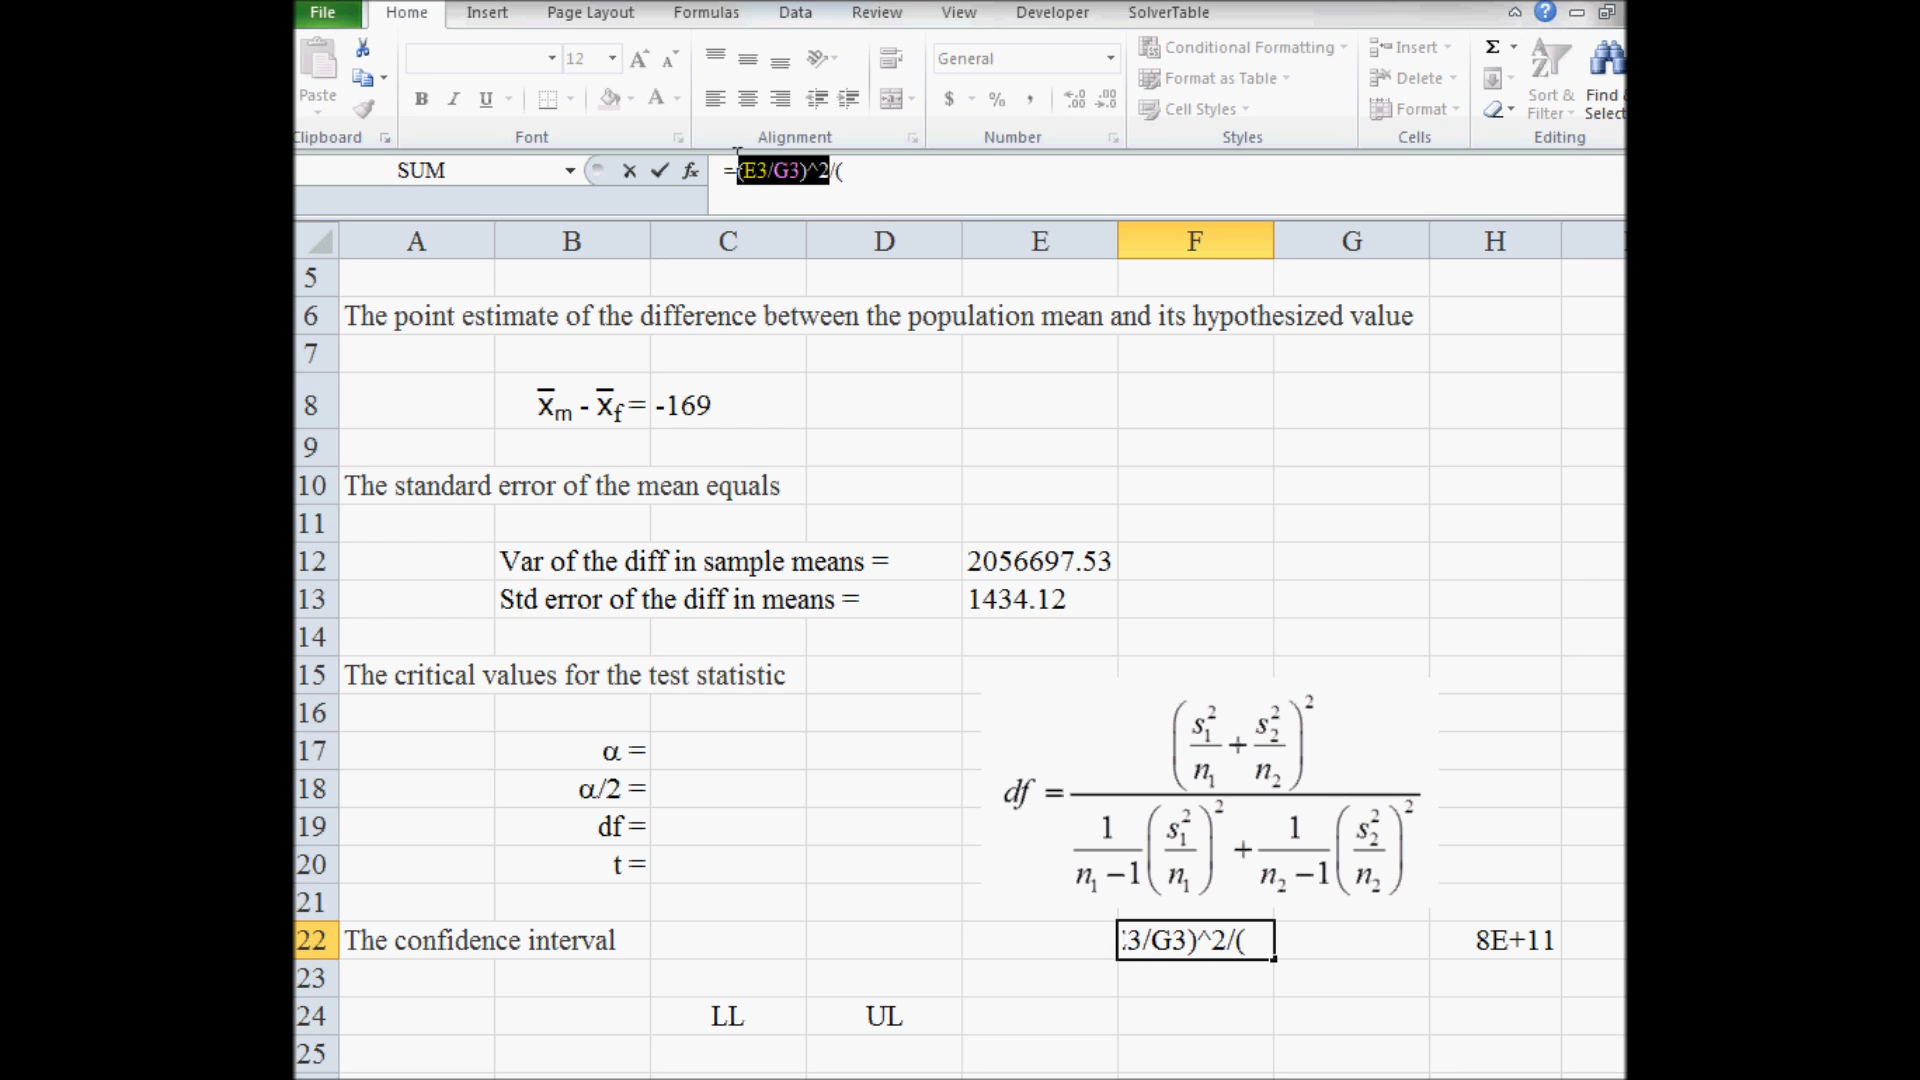 File Home Insert Page Layout Formulas Data Review View Developer SolverTable
12 General Conditional Formatting Insert Σ
Paste Format as Table Delete
B I U A $ % , Cell Styles Format Sort & Filter Find & Select
Clipboard Font Alignment Number Styles Cells Editing
SUM fx =(E3/G3)^2/(
A B C D E F G H
5
6 The point estimate of the difference between the population mean and its hypothesized value
7
8 x̄m - x̄f = -169
9
10 The standard error of the mean equals
11
12 Var of the diff in sample means = 2056697.53
13 Std error of the diff in means = 1434.12
14
15 The critical values for the test statistic
16
17 α =
18 α/2 =
19 df =
20 t =
df = (s₁²/n₁ + s₂²/n₂)² / (1/(n₁−1) (s₁²/n₁)² + 1/(n₂−1) (s₂²/n₂)²)
21
22 The confidence interval 3/G3)^2/( 8E+11
23
24 LL UL
25